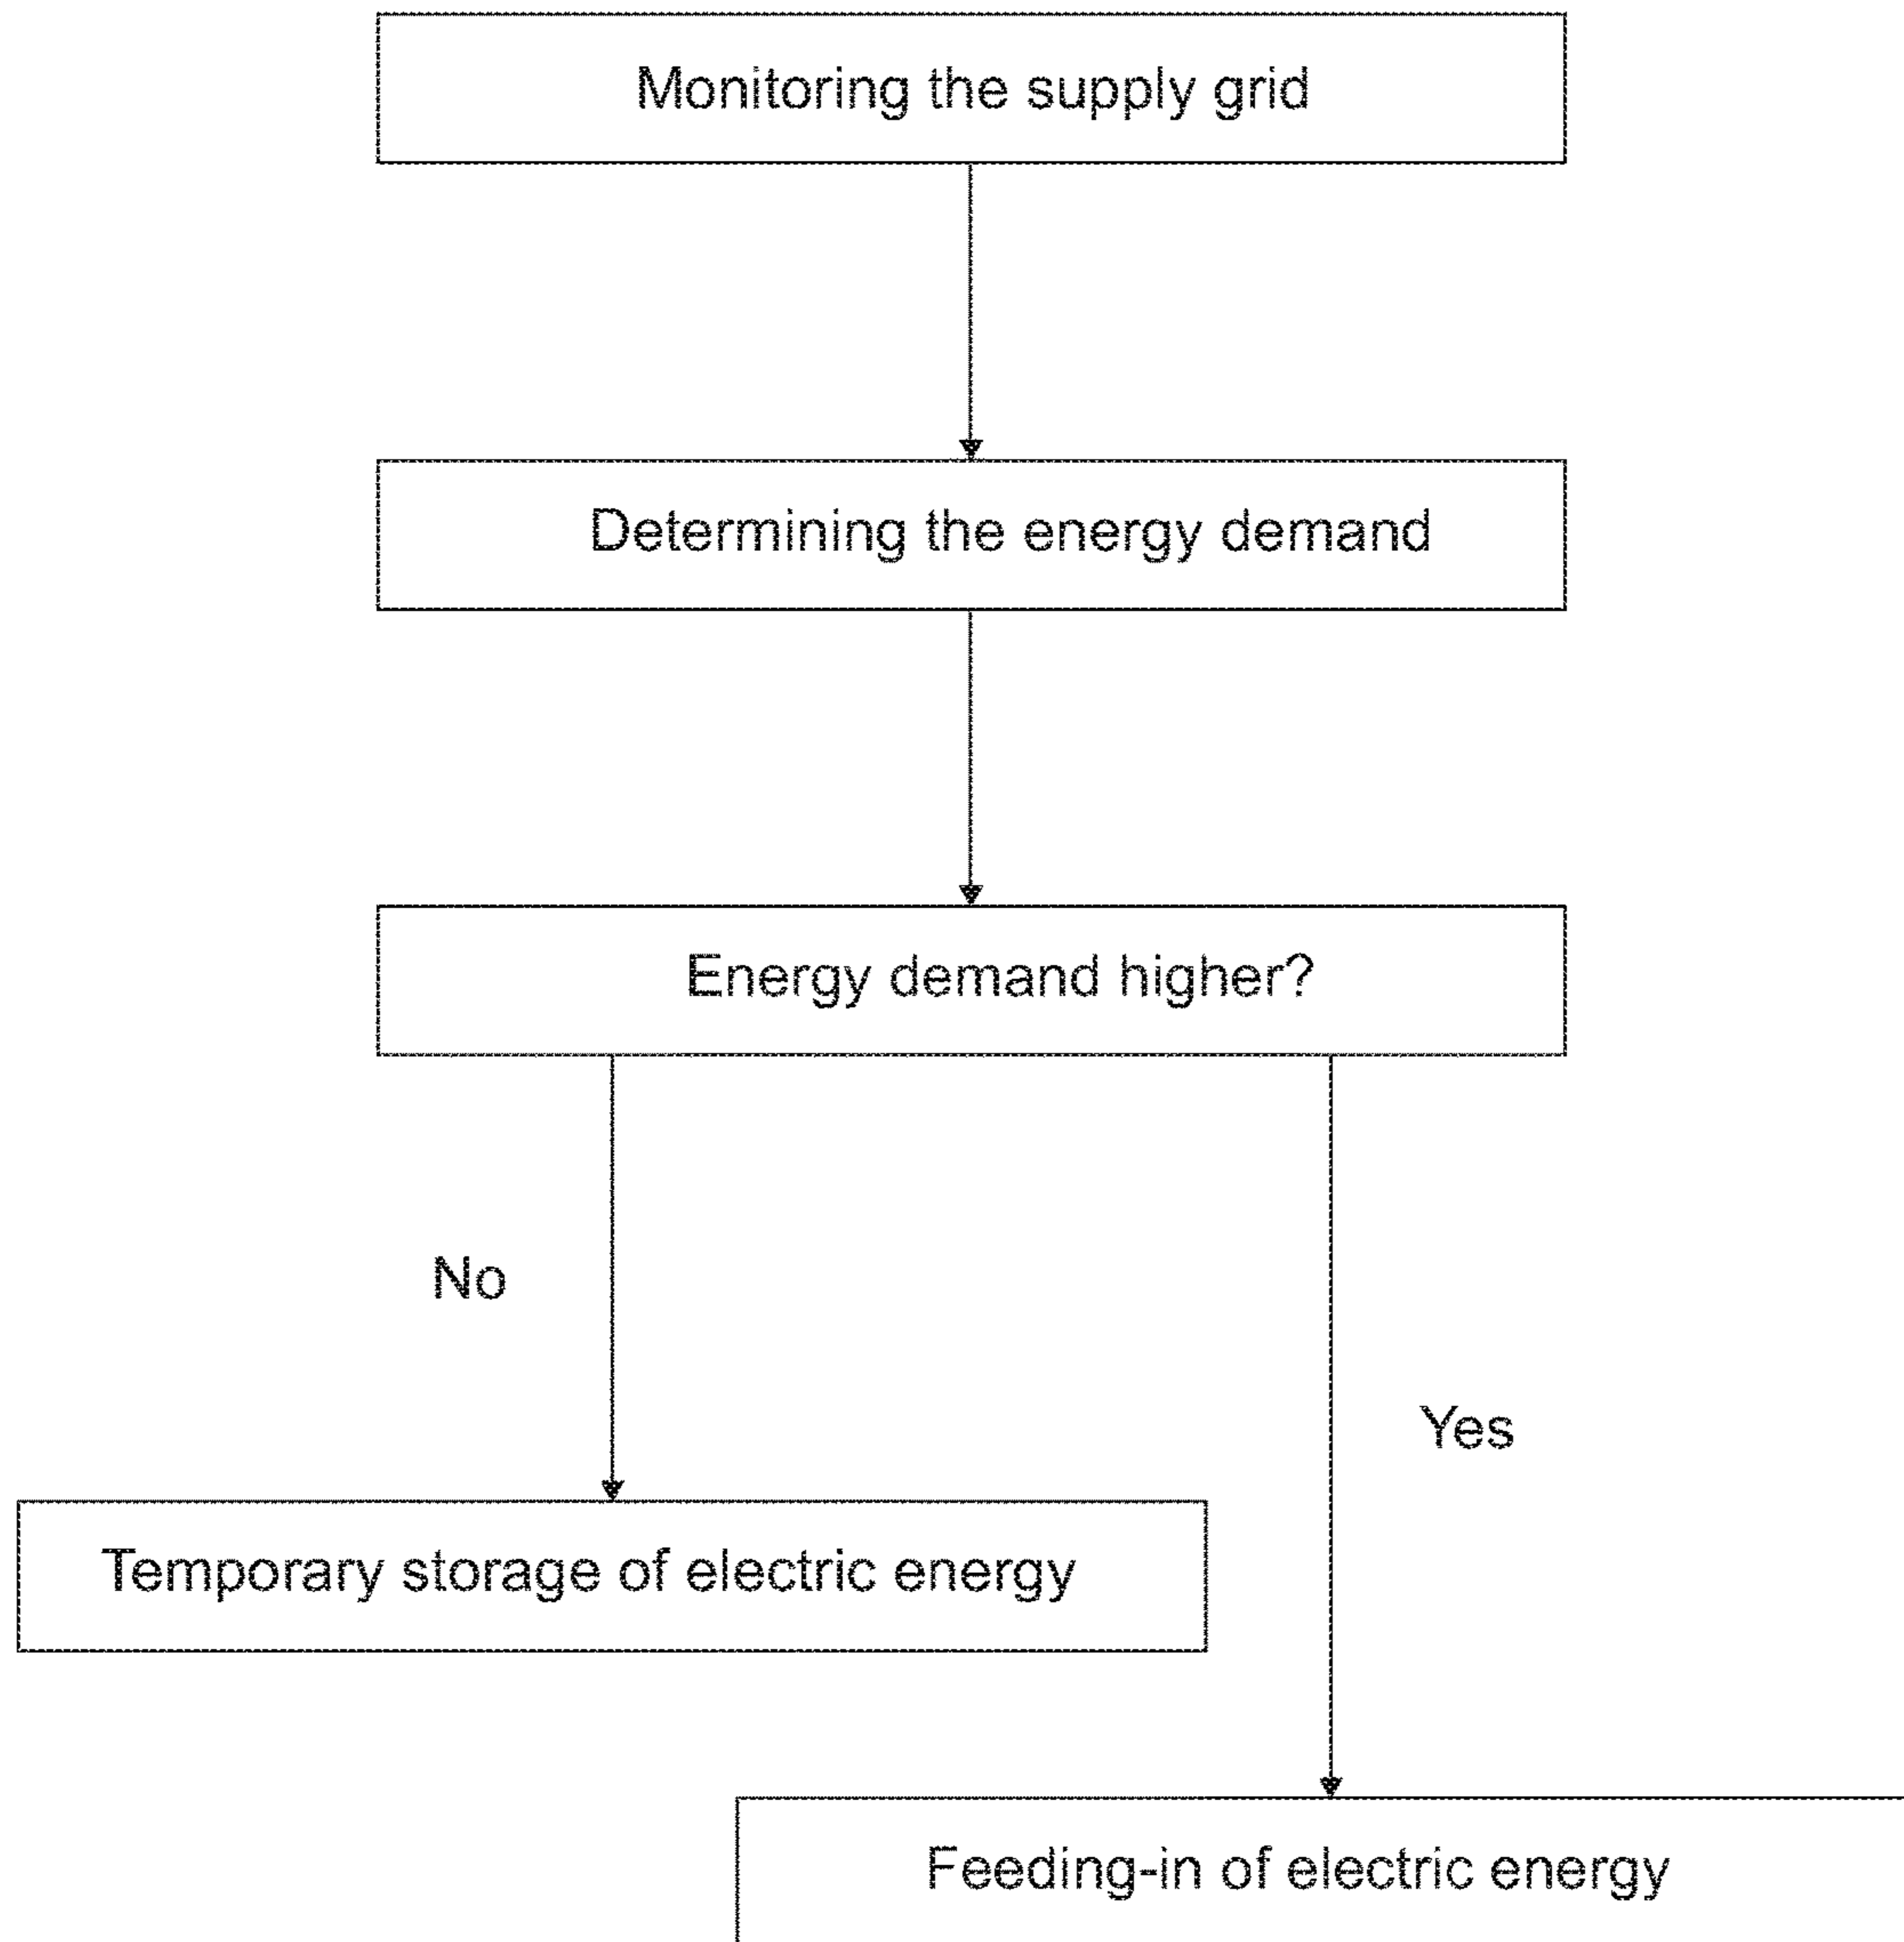 Monitoring the supply grid
Determining the energy demand
Energy demand higher?
No
Yes
Temporary storage of electric energy
Feeding-in of electric energy